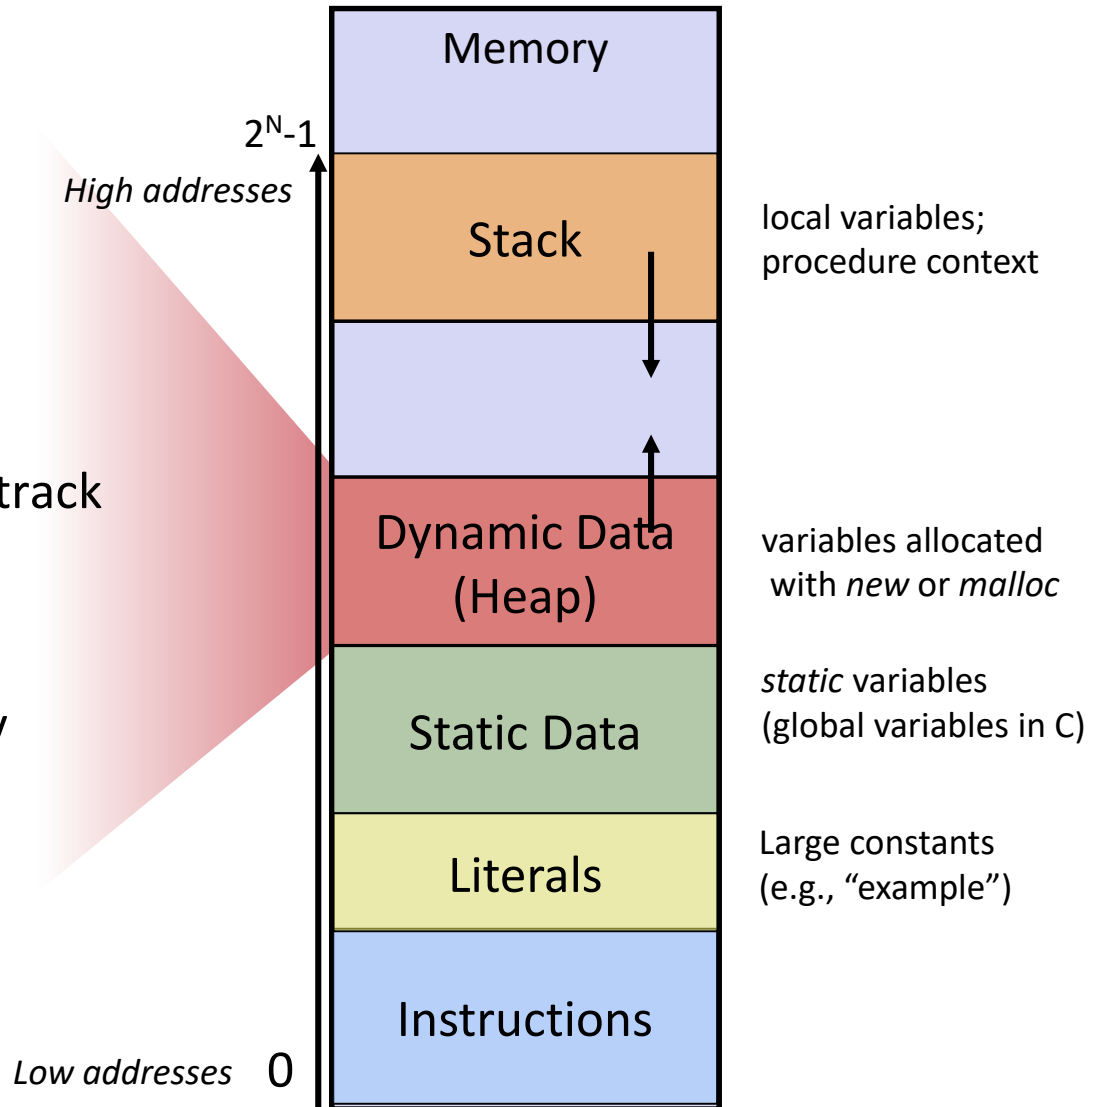 Memory
2ᴺ-1
High addresses
Stack
local variables;
procedure context
track
Dynamic Data
(Heap)
variables allocated
with new or malloc
static variables
(global variables in C)
Static Data
Large constants
(e.g., “example”)
Literals
Instructions
Low addresses 0